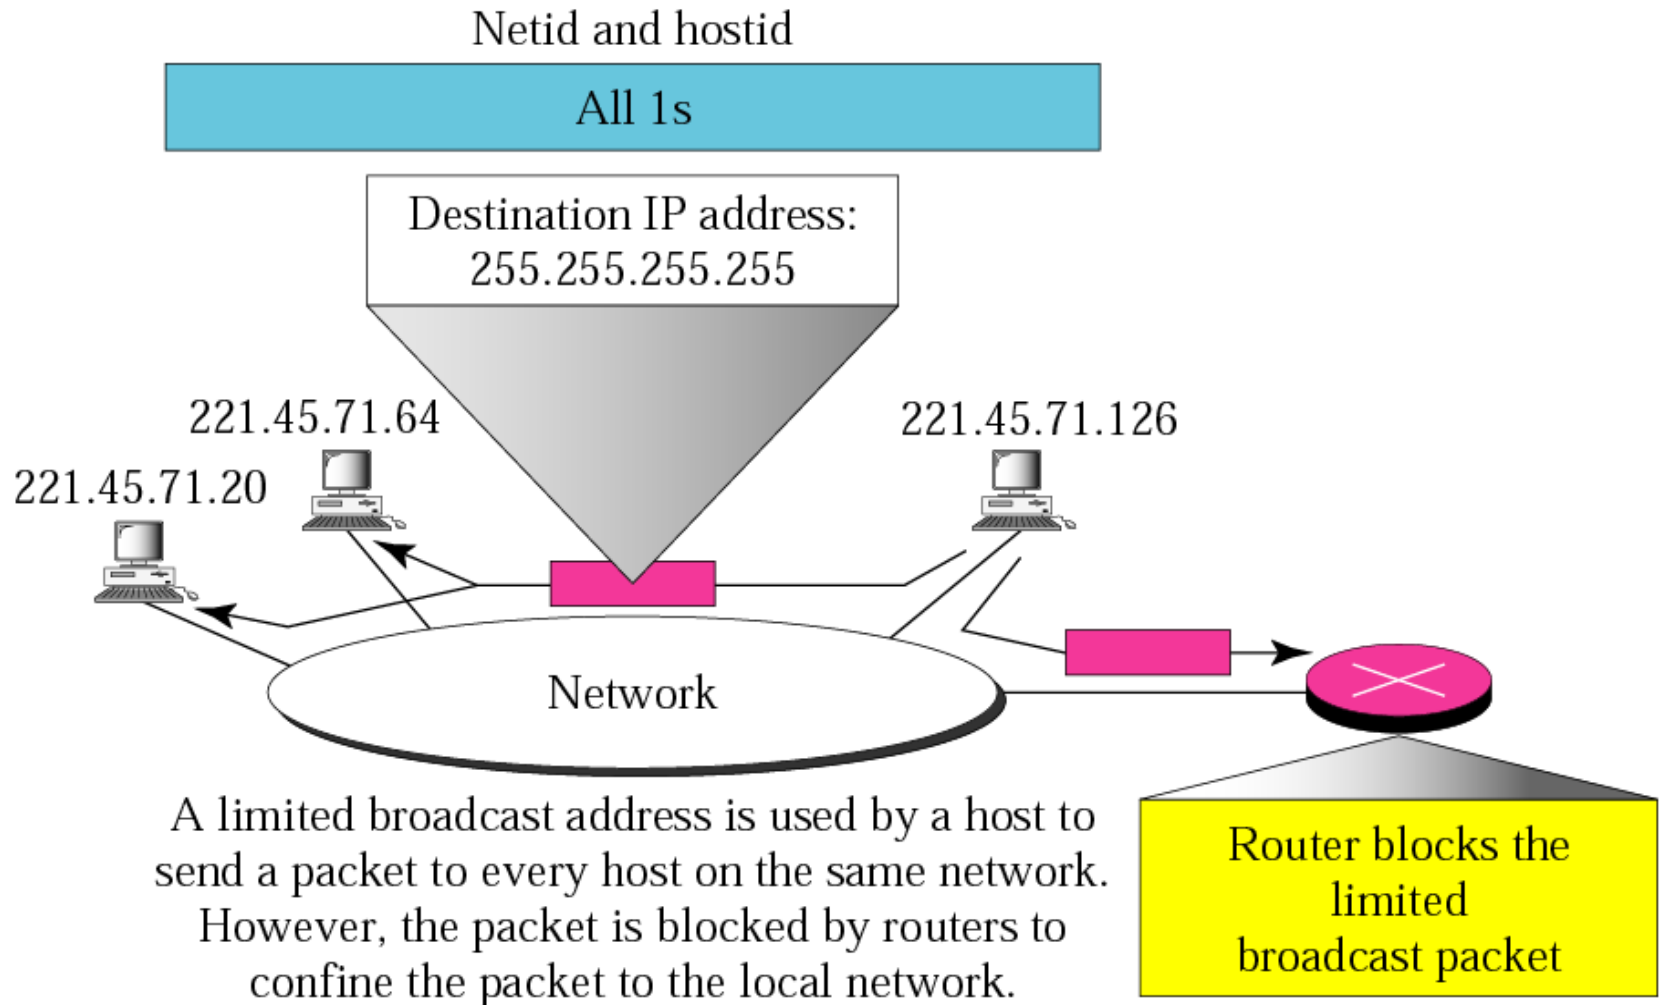 Netid and hostid
All 1s
Destination IP address:
255.255.255.255
221.45.71.64
221.45.71.126
221.45.71.20
Network
A limited broadcast address is used by a host to
send a packet to every host on the same network.
However, the packet is blocked by routers to
confine the packet to the local network.
Router blocks the
limited
broadcast packet